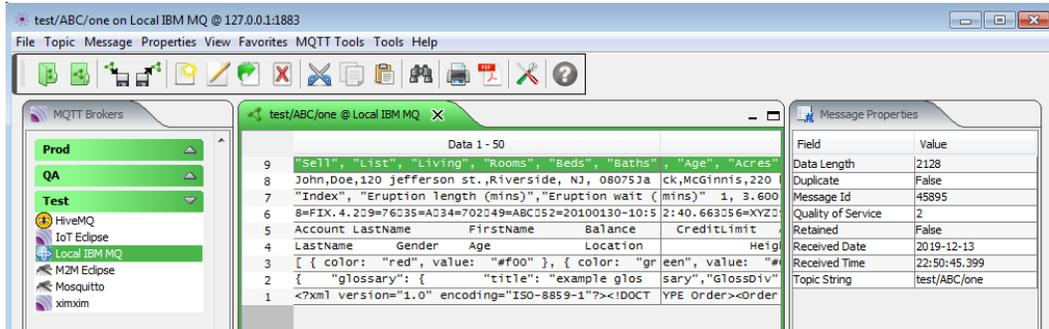 test/ABC/one on Local IBM MQ @ 127.0.0.1:1883
File Topic Message Properties View Favorites MQTT Tools Tools Help
MQTT Brokers
Prod
QA
Test
HiveMQ
IoT Eclipse
Local IBM MQ
M2M Eclipse
Mosquitto
ximxim
test/ABC/one @ Local IBM MQ
Data 1 - 50
9 "Sell", "List", "Living", "Rooms", "Beds", "Baths", "Age", "Acres"
8 John,Doe,120 jefferson st.,Riverside, NJ, 08075Ja ck,McGinnis,220
7 "Index", "Eruption length (mins)","Eruption wait (mins)" 1, 3.600
6 8=FIX.4.2 9=76 35=A 34=702 49=ABC 52=20100130-10:5 2:40.663 56=XYZ
5 Account LastName FirstName Balance CreditLimit
4 LastName Gender Age Location
3 [ { color: "red", value: "#f00" }, { color: "green", value:
2 { "glossary": { "title": "example glos sary","GlossDiv"
1 <?xml version="1.0" encoding="ISO-8859-1"?><!DOCT YPE Order><Order
Message Properties
Field Value
Data Length 2128
Duplicate False
Message Id 45895
Quality of Service 2
Retained False
Received Date 2019-12-13
Received Time 22:50:45.399
Topic String test/ABC/one